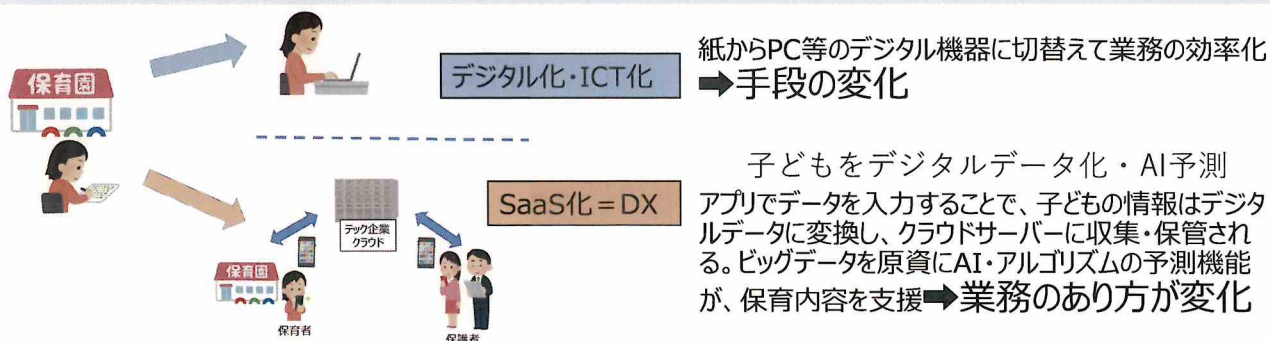 保育園
デジタル化・ICT化
紙からPC等のデジタル機器に切替えて業務の効率化
➡手段の変化
SaaS化＝DX
子どもをデジタルデータ化・AI予測
アプリでデータを入力することで、子どもの情報はデジタ
ルデータに変換し、クラウドサーバーに収集・保管され
る。ビッグデータを原資にAI・アルゴリズムの予測機能
が、保育内容を支援➡業務のあり方が変化
テック企業
クラウド
保育園
保育者
保護者